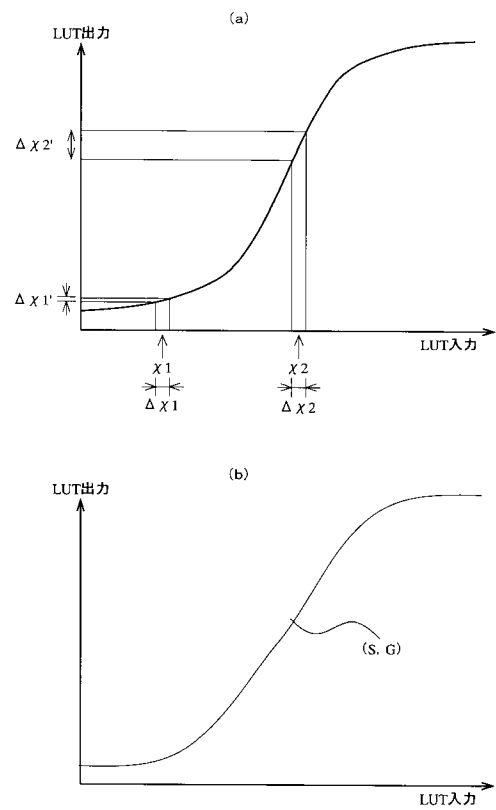 (a)
LUT出力
Δχ2'
Δχ1'
LUT入力
χ1
χ2
Δχ1
Δχ2
(b)
LUT出力
(S, G)
LUT入力